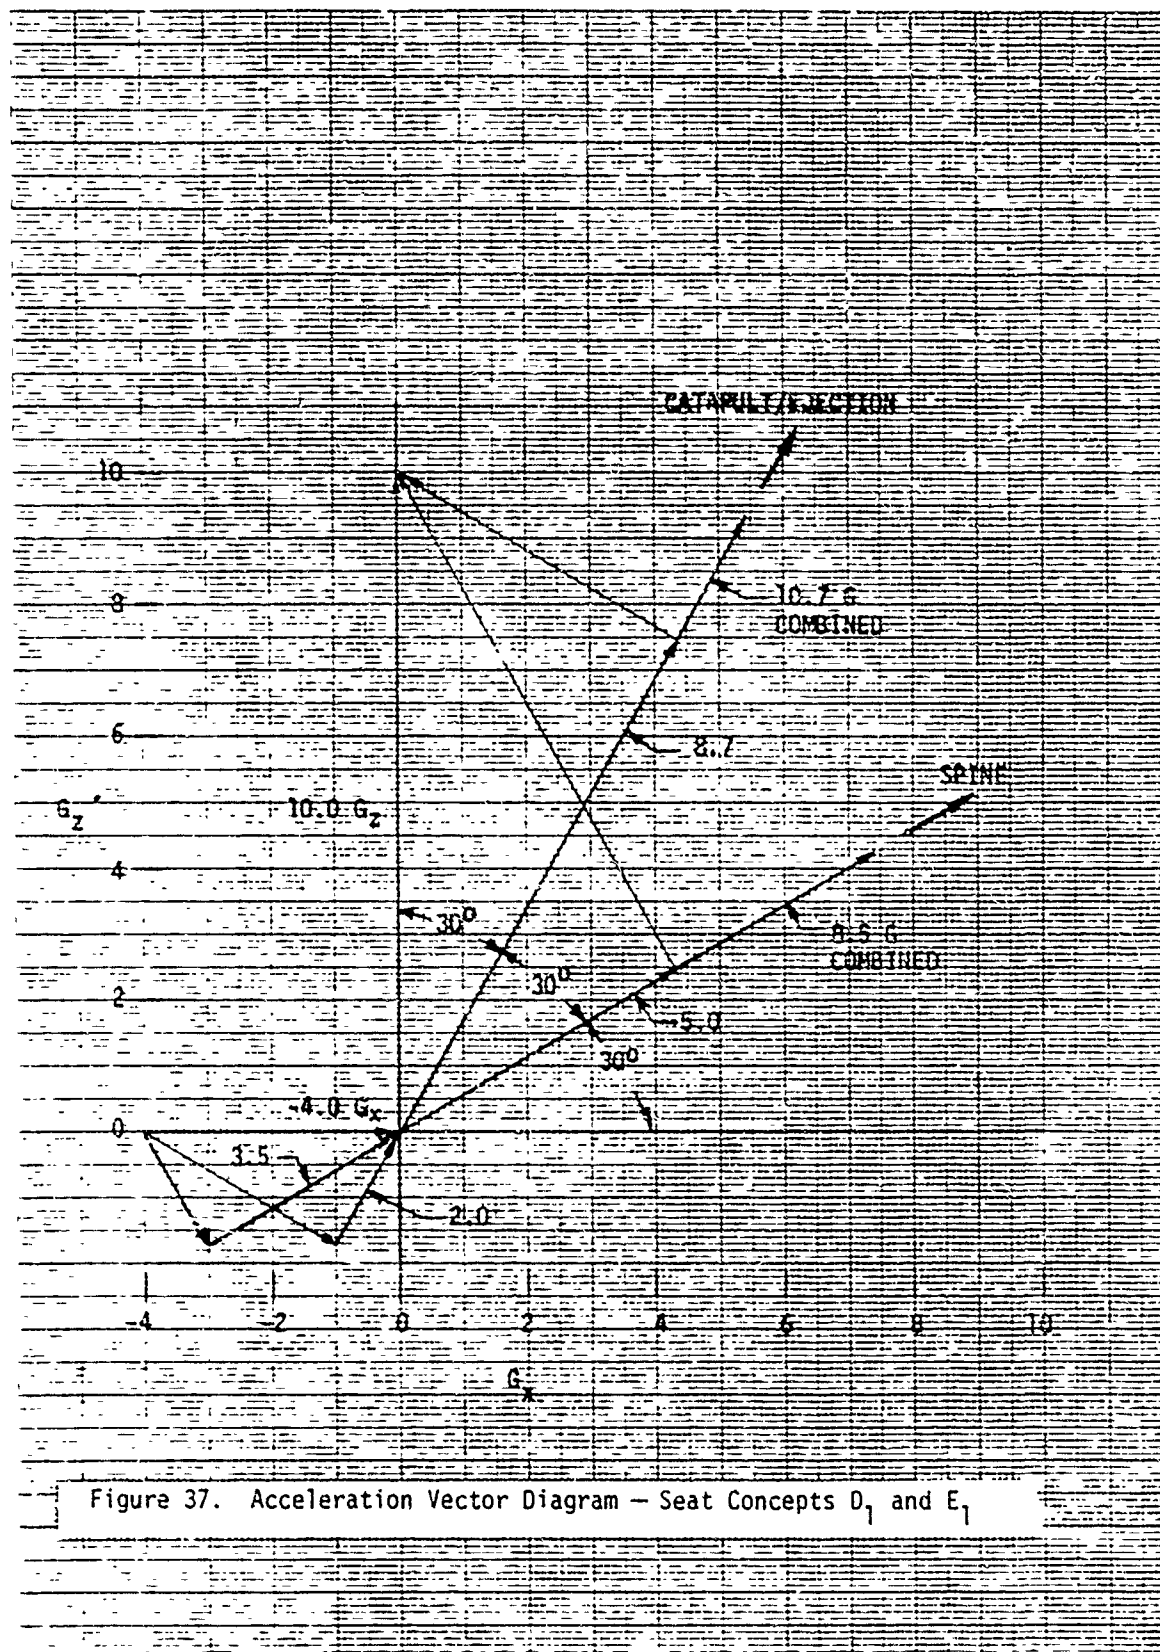 CATAPULT/EJECTION
10
10.7 G
COMBINED
8
8.7
6
SPINE
G_z
10.0 G_z
4
30°
8.5 G
COMBINED
30°
2
5.0
30°
-4.0 G_x
0
3.5
2.0
-4 -2 0 2 4 6 8 10
G_x
Figure 37. Acceleration Vector Diagram — Seat Concepts D_1 and E_1